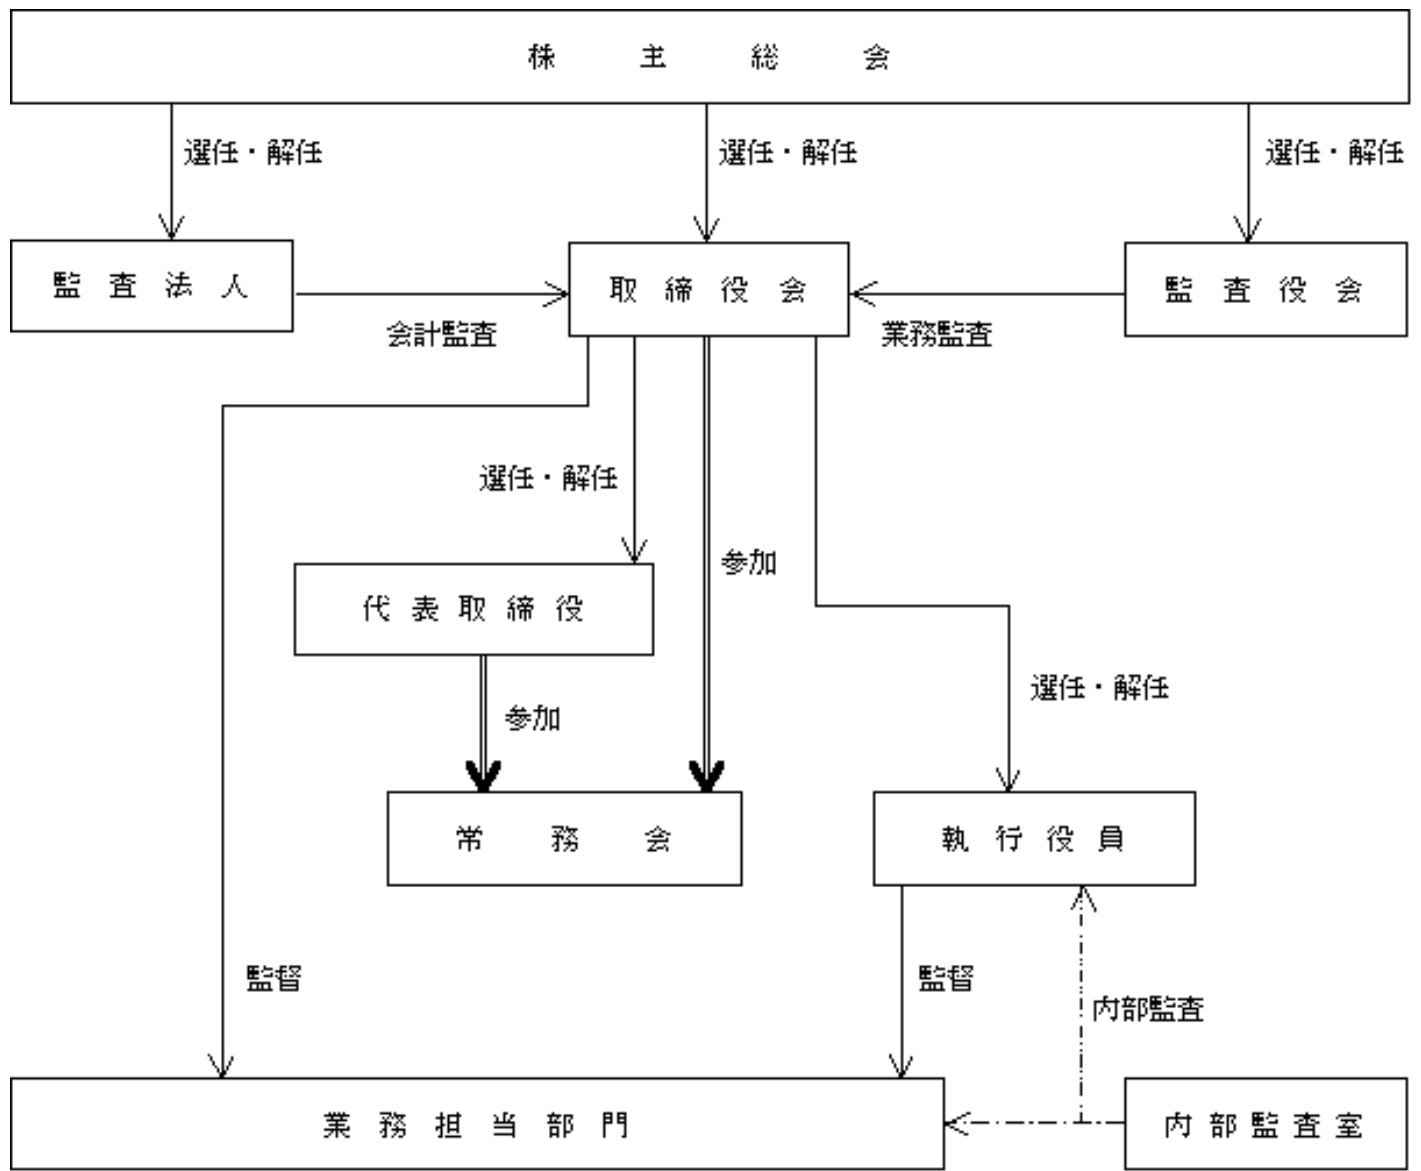 株主総会
選任・解任
選任・解任
選任・解任
監査法人
取締役会
監査役会
会計監査
業務監査
選任・解任
参加
代表取締役
選任・解任
参加
常務会
執行役員
監督
監督
内部監査
業務担当部門
内部監査室